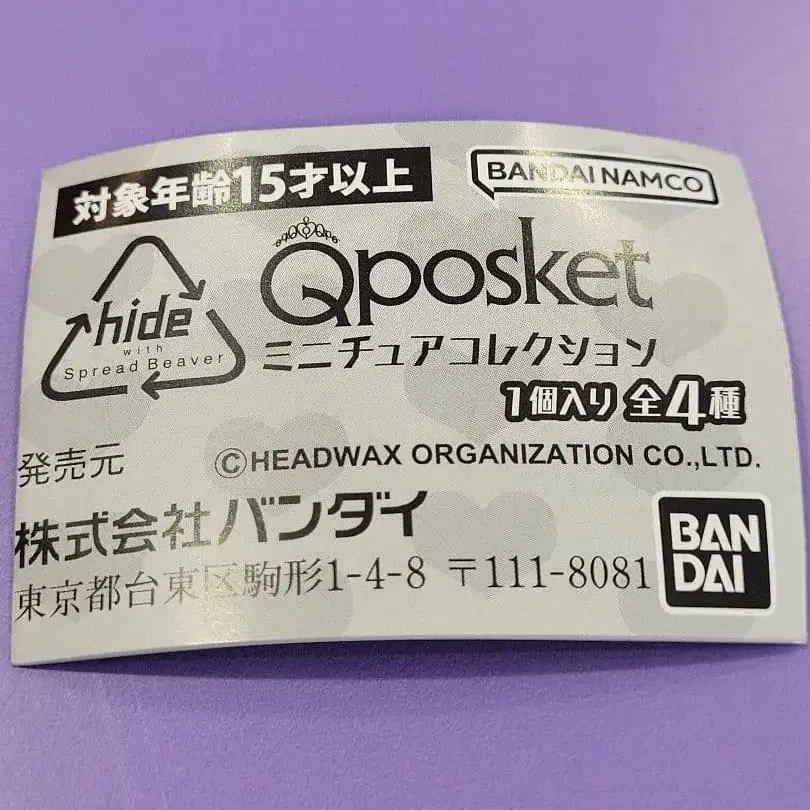 対象年齢15才以上
BANDAI NAMCO
hide
with
Spread Beaver
Qposket
ミニチュアコレクション
1個入り 全4種
発売元
©HEADWAX ORGANIZATION CO.,LTD.
株式会社バンダイ
東京都台東区駒形1-4-8 〒111-8081
BAN
DAI